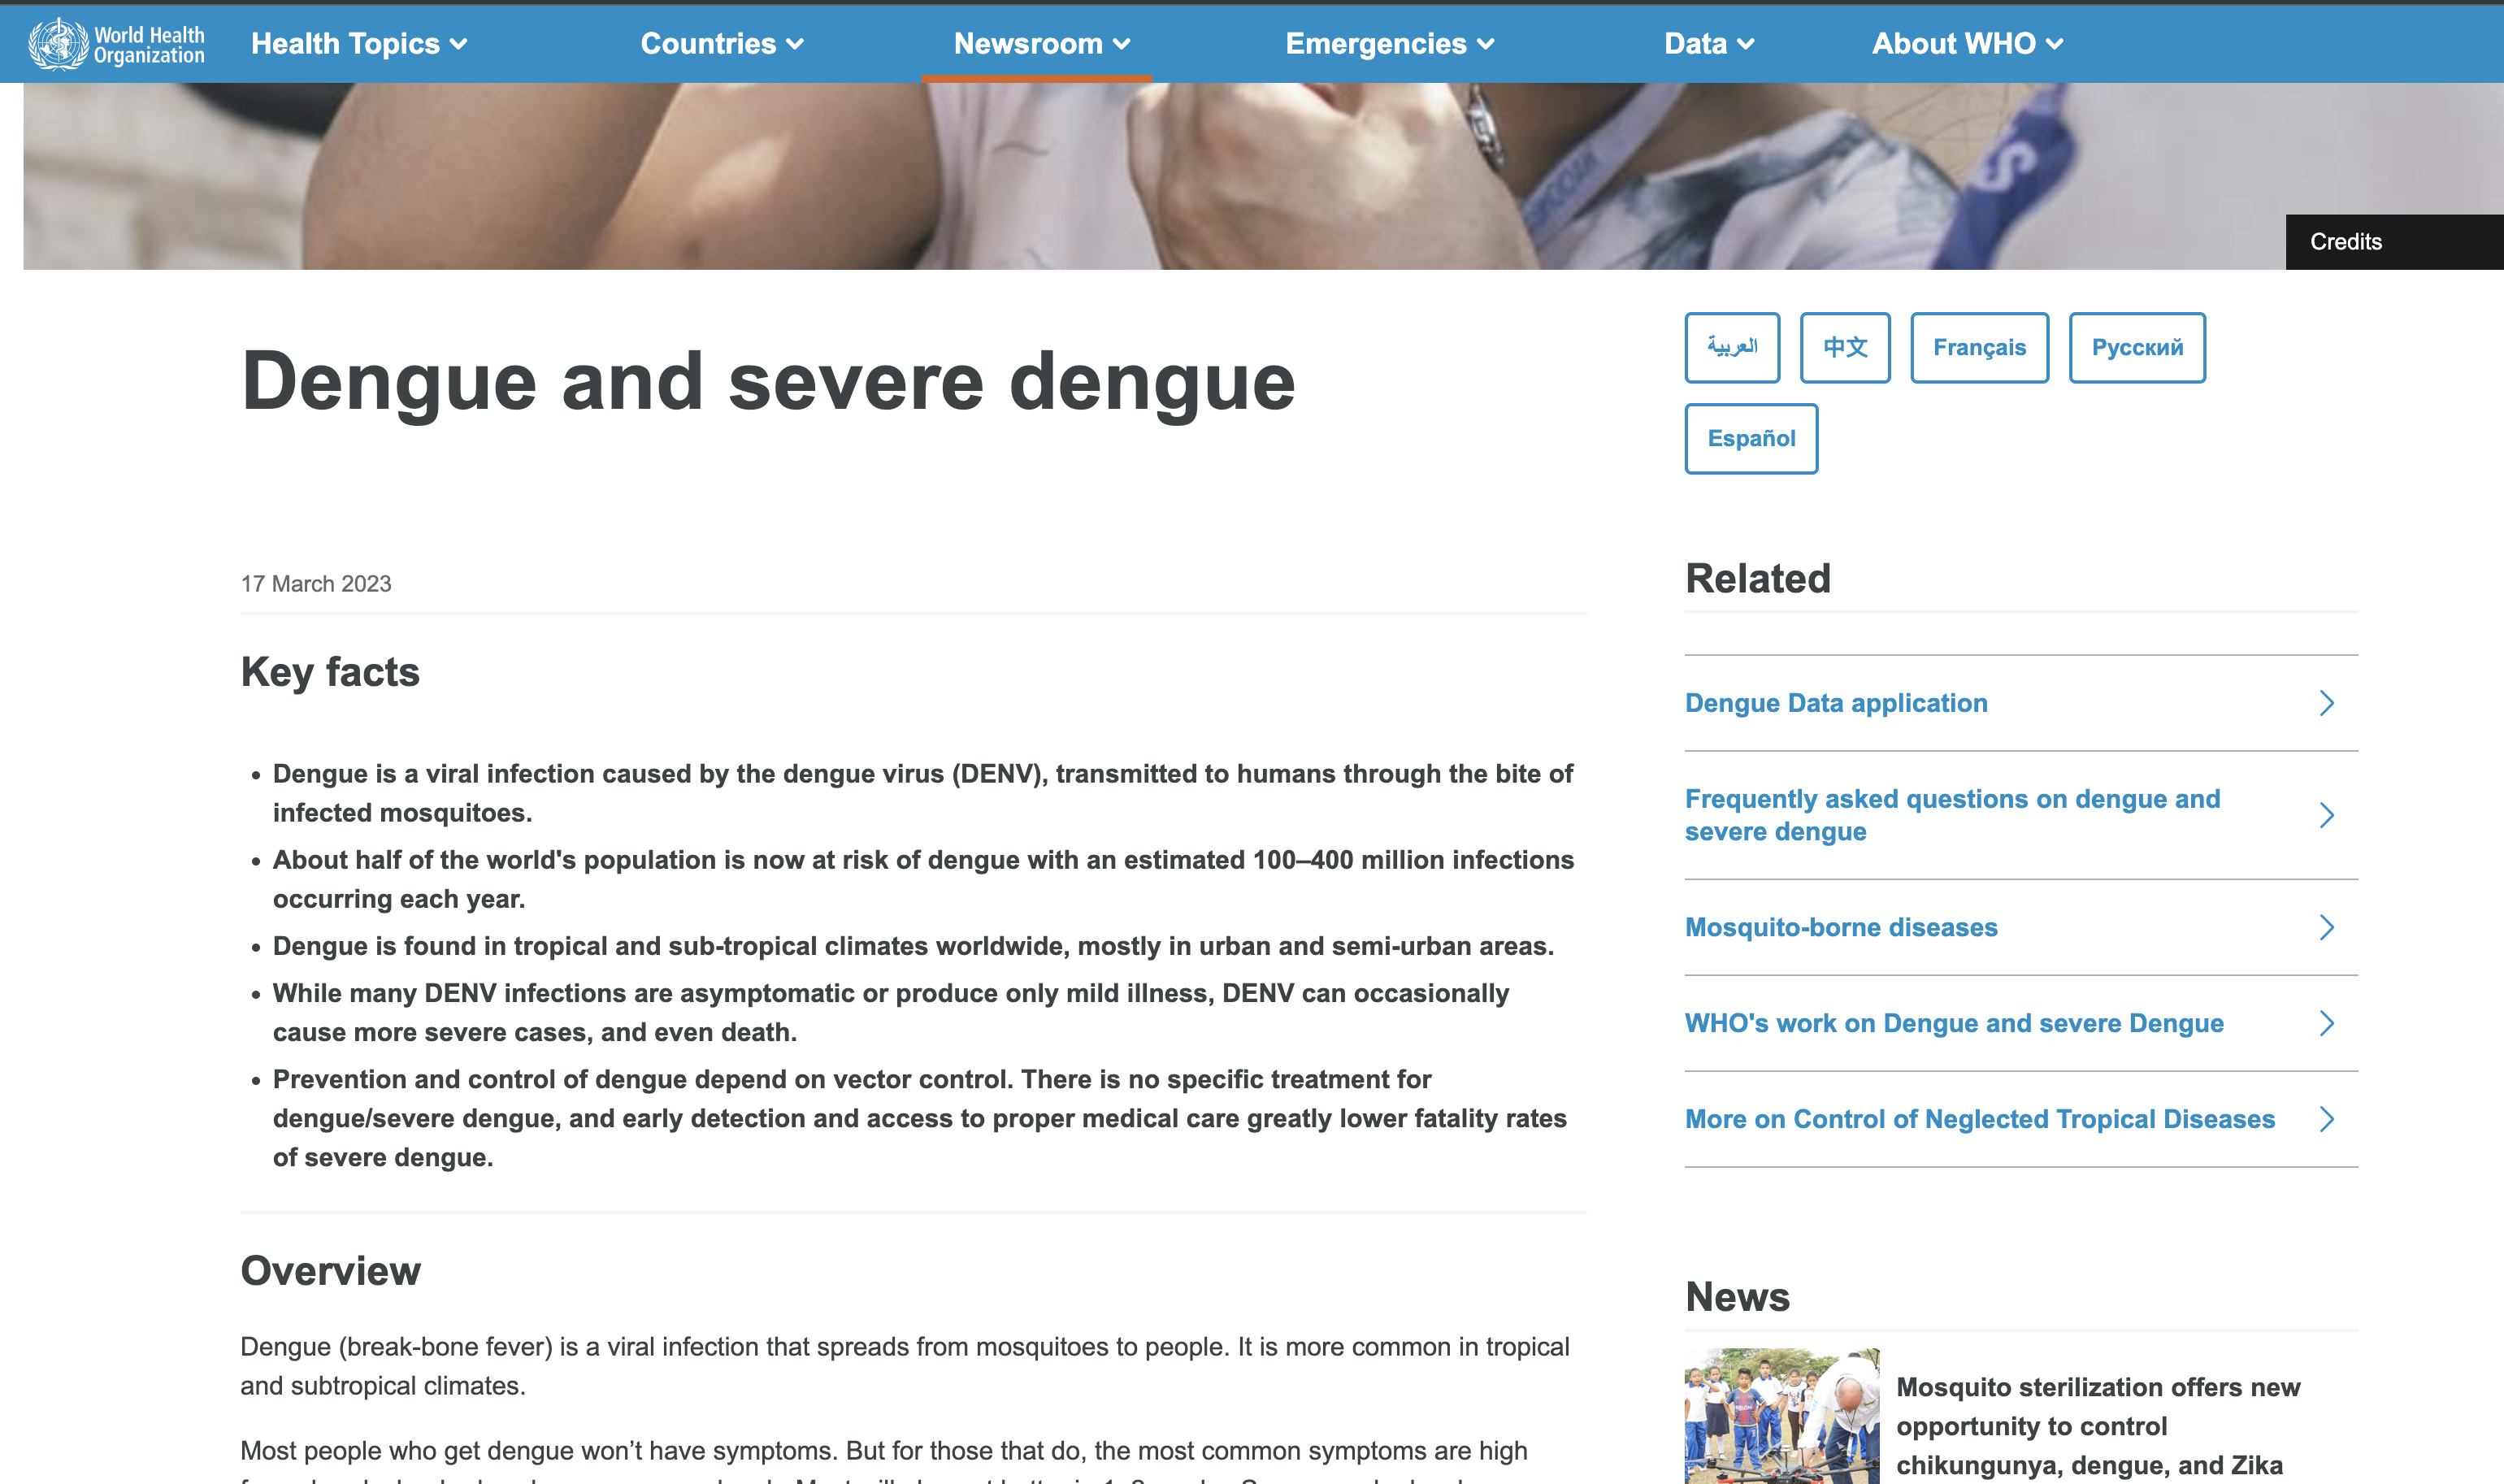 World Health
Organization
Health Topics
Countries
Newsroom
Emergencies
Data
About WHO
S
Credits
Dengue and severe dengue
العربية
中文
Français
Русский
Español
17 March 2023
Key facts
Dengue is a viral infection caused by the dengue virus (DENV), transmitted to humans through the bite of
infected mosquitoes.
About half of the world's population is now at risk of dengue with an estimated 100–400 million infections
occurring each year.
Dengue is found in tropical and sub-tropical climates worldwide, mostly in urban and semi-urban areas.
While many DENV infections are asymptomatic or produce only mild illness, DENV can occasionally
cause more severe cases, and even death.
Prevention and control of dengue depend on vector control. There is no specific treatment for
dengue/severe dengue, and early detection and access to proper medical care greatly lower fatality rates
of severe dengue.
Overview
Dengue (break-bone fever) is a viral infection that spreads from mosquitoes to people. It is more common in tropical
and subtropical climates.
Most people who get dengue won’t have symptoms. But for those that do, the most common symptoms are high
Related
Dengue Data application
Frequently asked questions on dengue and
severe dengue
Mosquito-borne diseases
WHO's work on Dengue and severe Dengue
More on Control of Neglected Tropical Diseases
News
Mosquito sterilization offers new
opportunity to control
chikungunya, dengue, and Zika